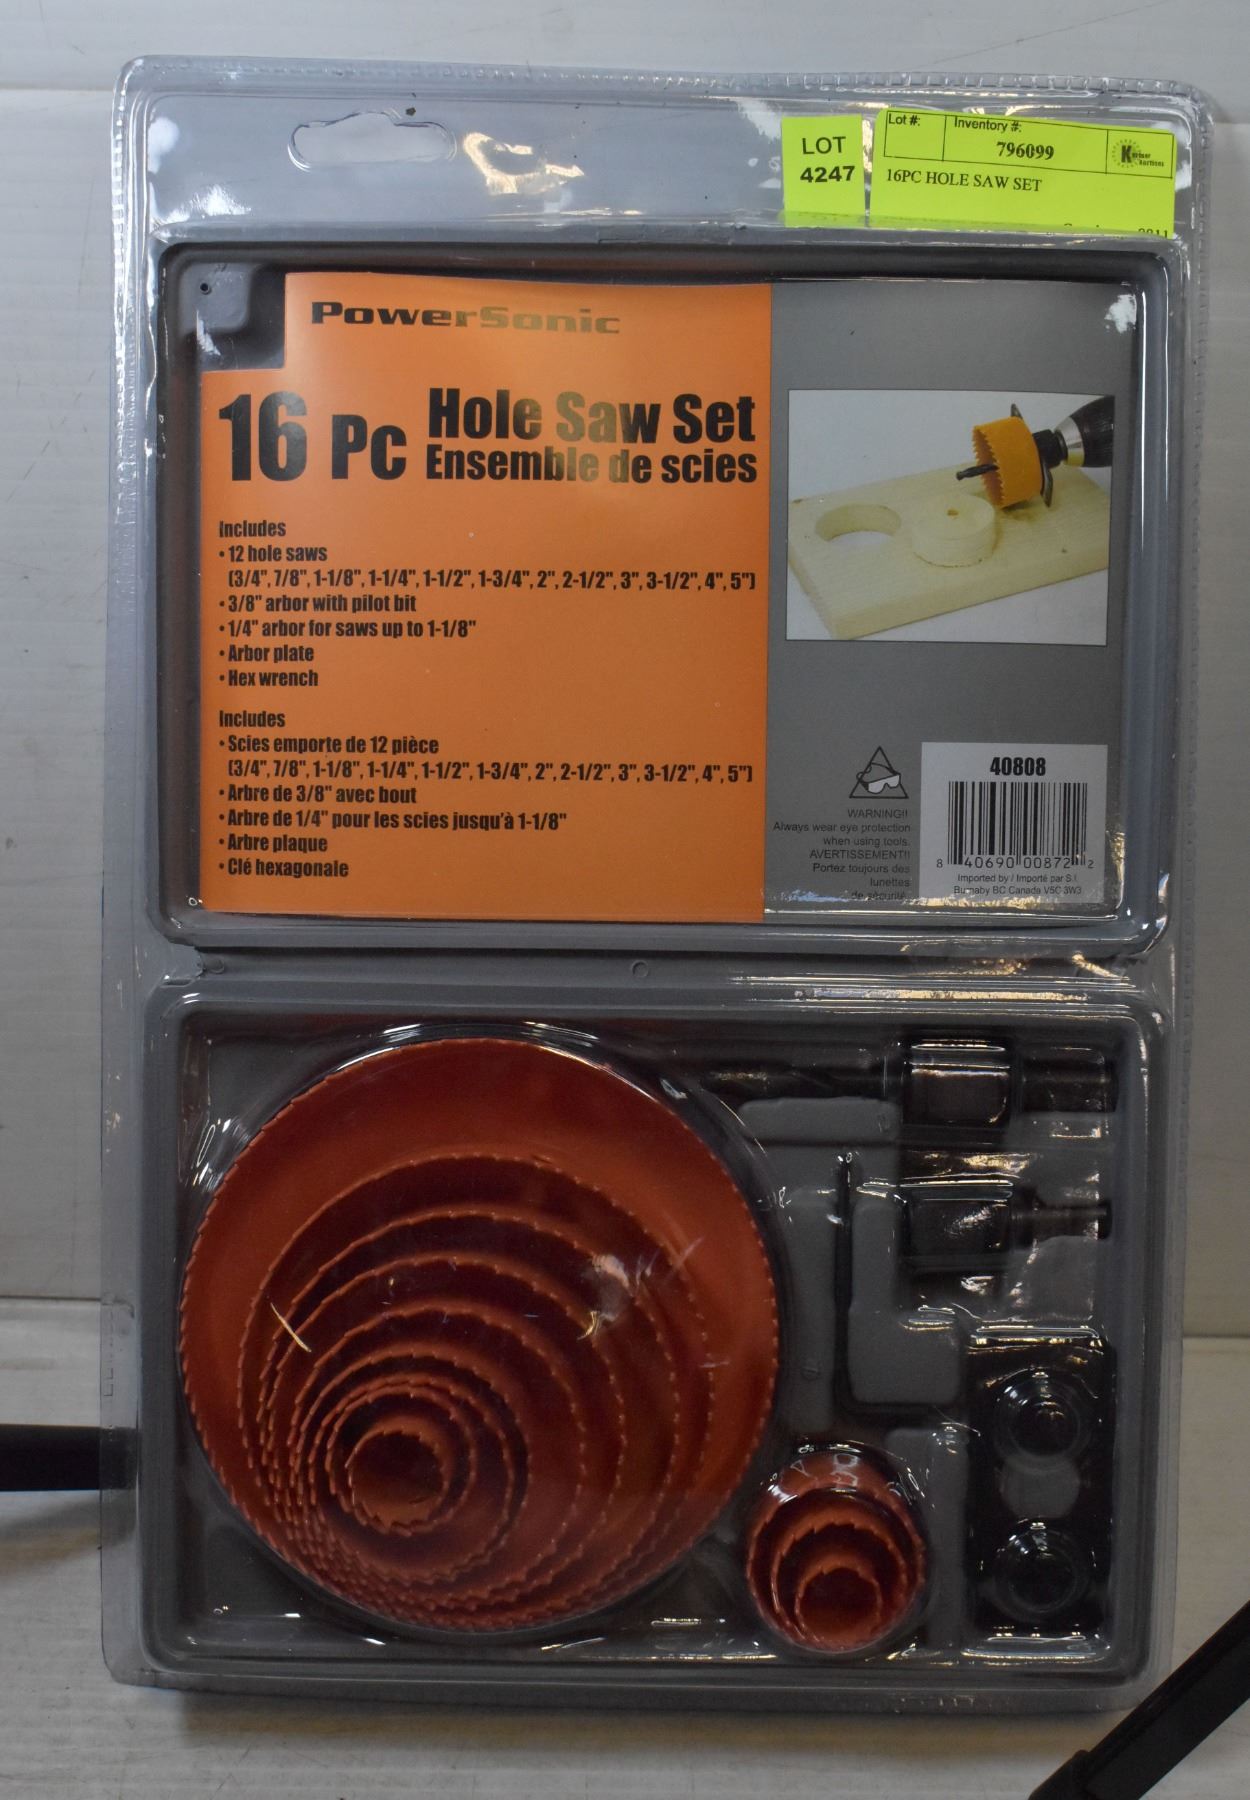 LOT
4247
Lot #:
Inventory #:
796099
16PC HOLE SAW SET
PowerSonic
16 Pc
Hole Saw Set
Ensemble de scies
Includes
• 12 hole saws
(3/4", 7/8", 1-1/8", 1-1/4", 1-1/2", 1-3/4", 2", 2-1/2", 3", 3-1/2", 4", 5")
• 3/8" arbor with pilot bit
• 1/4" arbor for saws up to 1-1/8"
• Arbor plate
• Hex wrench
Includes
• Scies emporte de 12 pièce
(3/4", 7/8", 1-1/8", 1-1/4", 1-1/2", 1-3/4", 2", 2-1/2", 3", 3-1/2", 4", 5")
• Arbre de 3/8" avec bout
• Arbre de 1/4" pour les scies jusqu'à 1-1/8"
• Arbre plaque
• Clé hexagonale
WARNING!!
Always wear eye protection
when using tools.
AVERTISSEMENT!!
Portez toujours des
lunettes
de sécurité.
40808
8 40690 00872 2
Imported by / Importé par S.I.
Burnaby BC Canada V5C 3W3